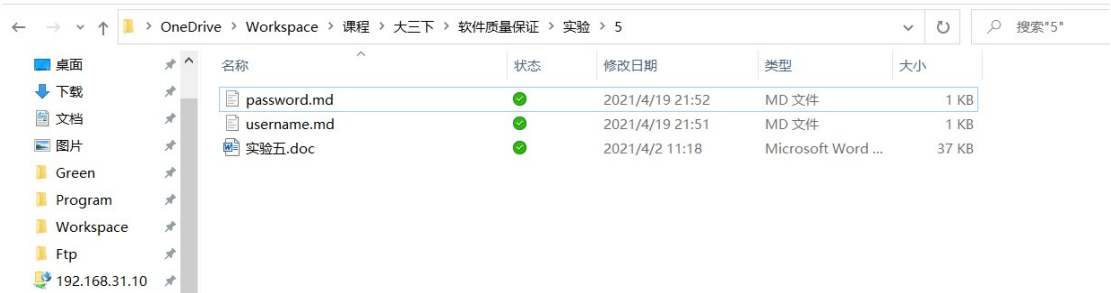 OneDrive > Workspace > 课程 > 大三下 > 软件质量保证 > 实验 > 5
搜索"5"
名称 状态 修改日期 类型 大小
桌面
下载
文档
图片
Green
Program
Workspace
Ftp
192.168.31.10
password.md 2021/4/19 21:52 MD 文件 1 KB
username.md 2021/4/19 21:51 MD 文件 1 KB
实验五.doc 2021/4/2 11:18 Microsoft Word ... 37 KB